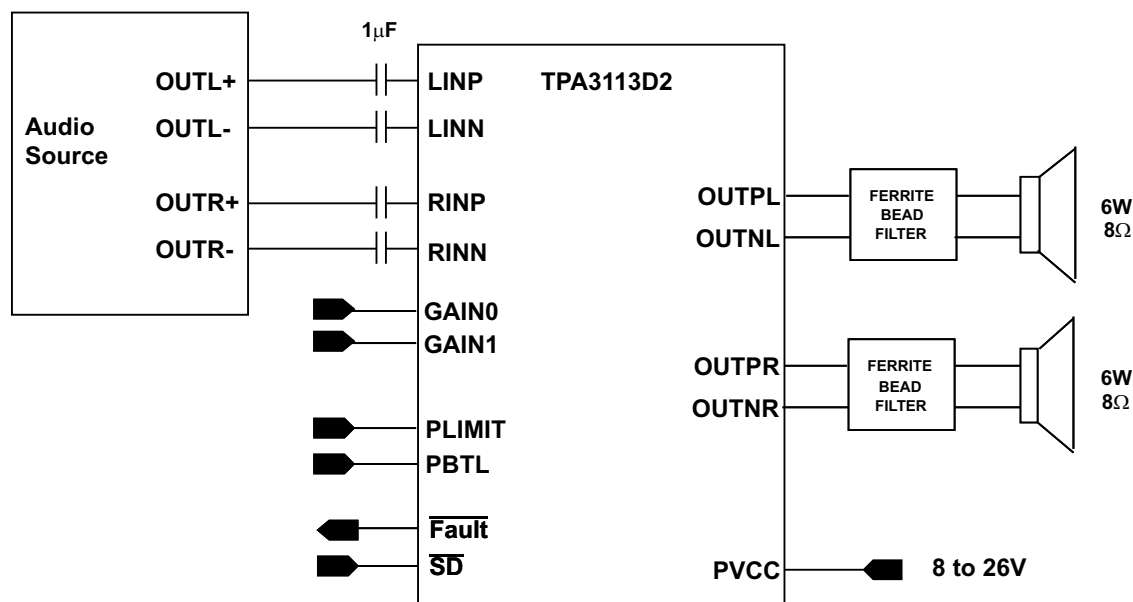 1μF
TPA3113D2
Audio
Source
OUTL+
OUTL-
OUTR+
OUTR-
LINP
LINN
RINP
RINN
GAIN0
GAIN1
PLIMIT
PBTL
Fault
SD
OUTPL
OUTNL
FERRITE
BEAD
FILTER
6W
8Ω
OUTPR
OUTNR
FERRITE
BEAD
FILTER
6W
8Ω
PVCC
8 to 26V